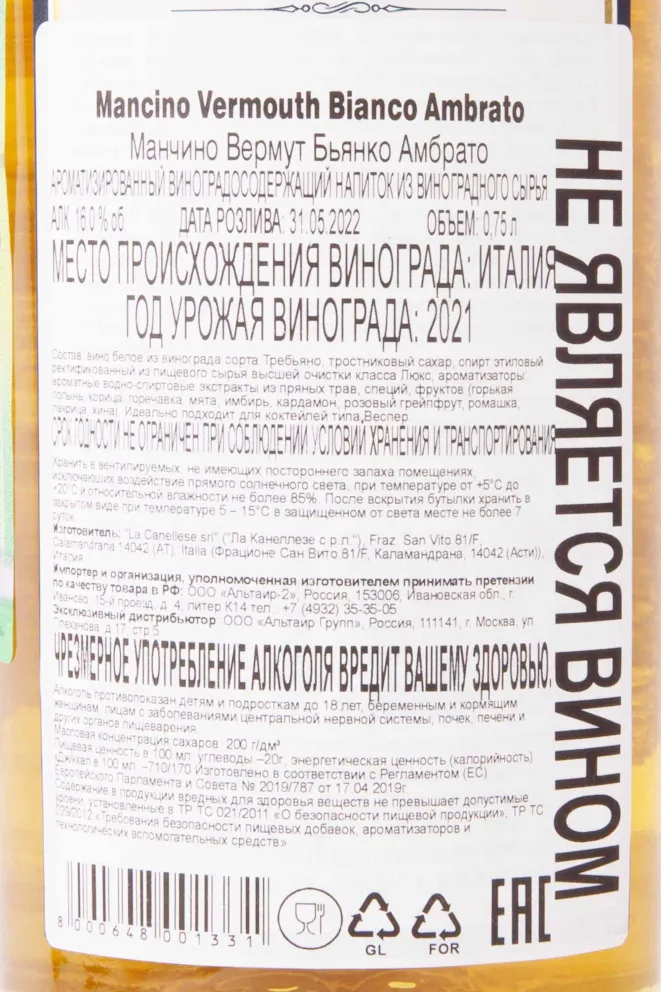 Mancino Vermouth Bianco Ambrato
Манчино Вермут Бьянко Амбрато
АРОМАТИЗИРОВАННЫЙ ВИНОГРАДОСОДЕРЖАЩИЙ НАПИТОК ИЗ ВИНОГРАДНОГО СЫРЬЯ
АЛК 16.0 % об ДАТА РОЗЛИВА: 31.05.2022 ОБЪЕМ: 0,75 л
МЕСТО ПРОИСХОЖДЕНИЯ ВИНОГРАДА: ИТАЛИЯ
ГОД УРОЖАЯ ВИНОГРАДА: 2021
Состав: вино белое из винограда сорта Требьяно, тростниковый сахар, спирт этиловый
ректификованный из пищевого сырья высшей очистки класса Люкс, ароматизаторы:
ароматные водно-спиртовые экстракты из пряных трав, специй, фруктов (горькая
полынь, корица, горечавка, мята, имбирь, кардамон, розовый грейпфрут, ромашка,
лакрица, хина). Идеально подходит для коктейлей типа Веспер
СРОК ГОДНОСТИ НЕ ОГРАНИЧЕН ПРИ СОБЛЮДЕНИИ УСЛОВИЙ ХРАНЕНИЯ И ТРАНСПОРТИРОВАНИЯ
Хранить в вентилируемых, не имеющих постороннего запаха помещениях,
исключающих воздействие прямого солнечного света, при температуре от +5°С до
+20°С и относительной влажности не более 85%. После вскрытия бутылки хранить в
закрытом виде при температуре 5 – 15°С в защищенном от света месте не более 7
суток
Изготовитель: "La Canellese srl" ("Ла Канеллезе с.р.л."), Fraz. San Vito 81/F,
Calamandrana 14042 (AT), Italia (Фрационе Сан Вито 81/F, Каламандрана, 14042 (Асти)),
Италия
Импортер и организация, уполномоченная изготовителем принимать претензии
по качеству товара в РФ: ООО «Альтаир-2», Россия, 153006, Ивановская обл., г.
Иваново, 15-й проезд, д. 4, литер К14 тел. +7 (4932) 35-35-05
Эксклюзивный дистрибьютор ООО «Альтаир Групп», Россия, 111141, г. Москва, ул.
Плеханова, д.17, стр.5
ЧРЕЗМЕРНОЕ УПОТРЕБЛЕНИЕ АЛКОГОЛЯ ВРЕДИТ ВАШЕМУ ЗДОРОВЬЮ.
Алкоголь противопоказан детям и подросткам до 18 лет, беременным и кормящим
женщинам, лицам с заболеваниями центральной нервной системы, почек, печени и
других органов пищеварения.
Массовая концентрация сахаров: 200 г/дм³
Пищевая ценность в 100 мл: углеводы –20г, энергетическая ценность (калорийность)
кДж/ккал в 100 мл –710/170 Изготовлено в соответствии с Регламентом (ЕС)
Европейского Парламента и Совета № 2019/787 от 17.04.2019г.
Содержание в продукции вредных для здоровья веществ не превышает допустимые
уровни, установленные в ТР ТС 021/2011 «О безопасности пищевой продукции», ТР ТС
029/2012 «Требования безопасности пищевых добавок, ароматизаторов и
технологических вспомогательных средств»
8 000648 001331
GL
FOR
EAC
НЕ ЯВЛЯЕТСЯ ВИНОМ